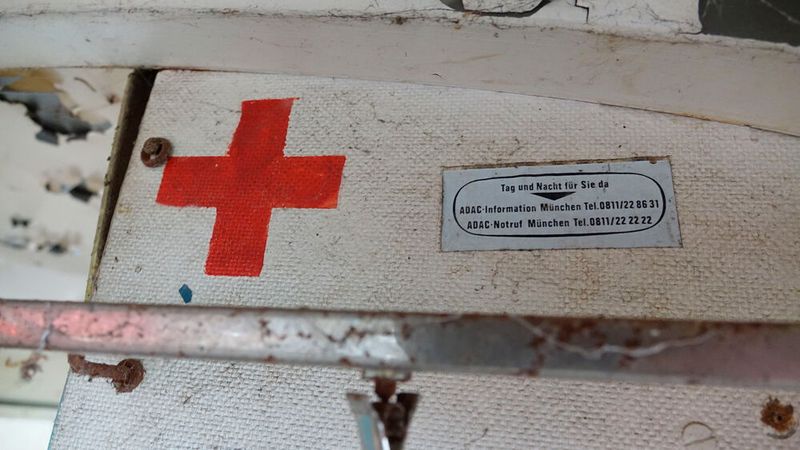 Tag und Nacht für Sie da
ADAC-Information München Tel.0811/22 86 31
ADAC-Notruf München Tel.0811/22 22 22